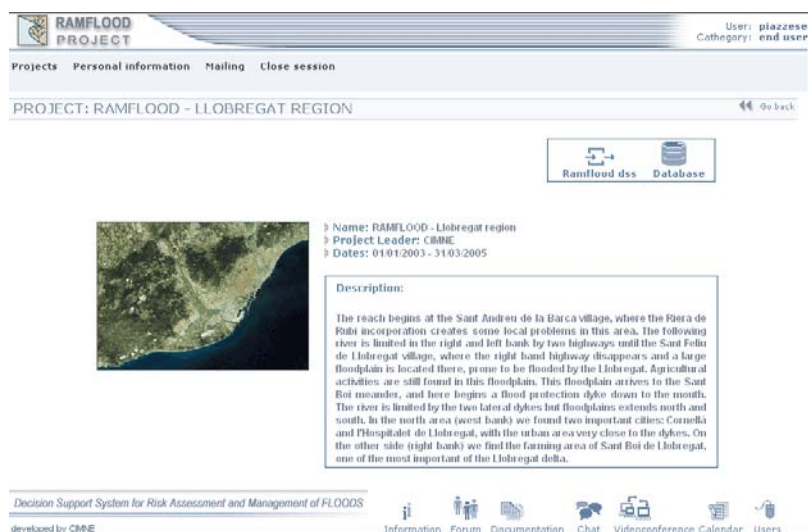 RAMFLOOD
PROJECT
User: piazzese
Cathegory: end user
Projects Personal information Mailing Close session
PROJECT: RAMFLOOD - LLOBREGAT REGION
Go back
Ramflood dss Database
Name: RAMFLOOD - Llobregat region
Project Leader: CIMNE
Dates: 01/01/2003 - 31/03/2005
Description:
The reach begins at the Sant Andreu de la Barca village, where the Riera de
Rubi incorporation creates some local problems in this area. The following
river is limited in the right and left bank by two highways until the Sant Feliu
de Llobregat village, where the right band highway disappears and a large
floodplain is located there, prone to be flooded by the Llobregat. Agricultural
activities are still found in this floodplain. This floodplain arrives to the Sant
Boi meander, and here begins a flood protection dyke down to the mouth.
The river is limited by the two lateral dykes but floodplains extends north and
south. In the north area (west bank) we found two important cities: Cornellà
and l'Hospitalet de Llobregat, with the urban area very close to the dykes. On
the other side (right bank) we find the farming area of Sant Boi de Llobregat,
one of the most important of the Llobregat delta.
Decision Support System for Risk Assessment and Management of FLOODS
developed by CIMNE
Information Forum Documentation Chat Videoconference Calendar Users